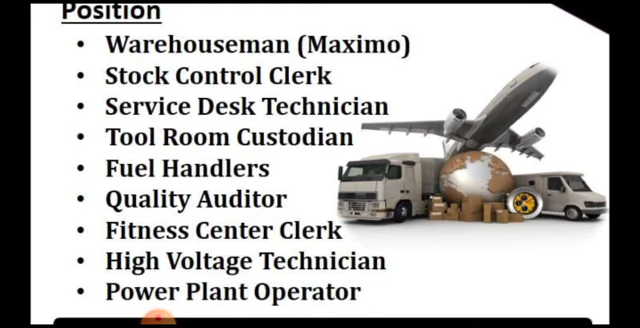 Position
• Warehouseman (Maximo)
• Stock Control Clerk
• Service Desk Technician
• Tool Room Custodian
• Fuel Handlers
• Quality Auditor
• Fitness Center Clerk
• High Voltage Technician
• Power Plant Operator